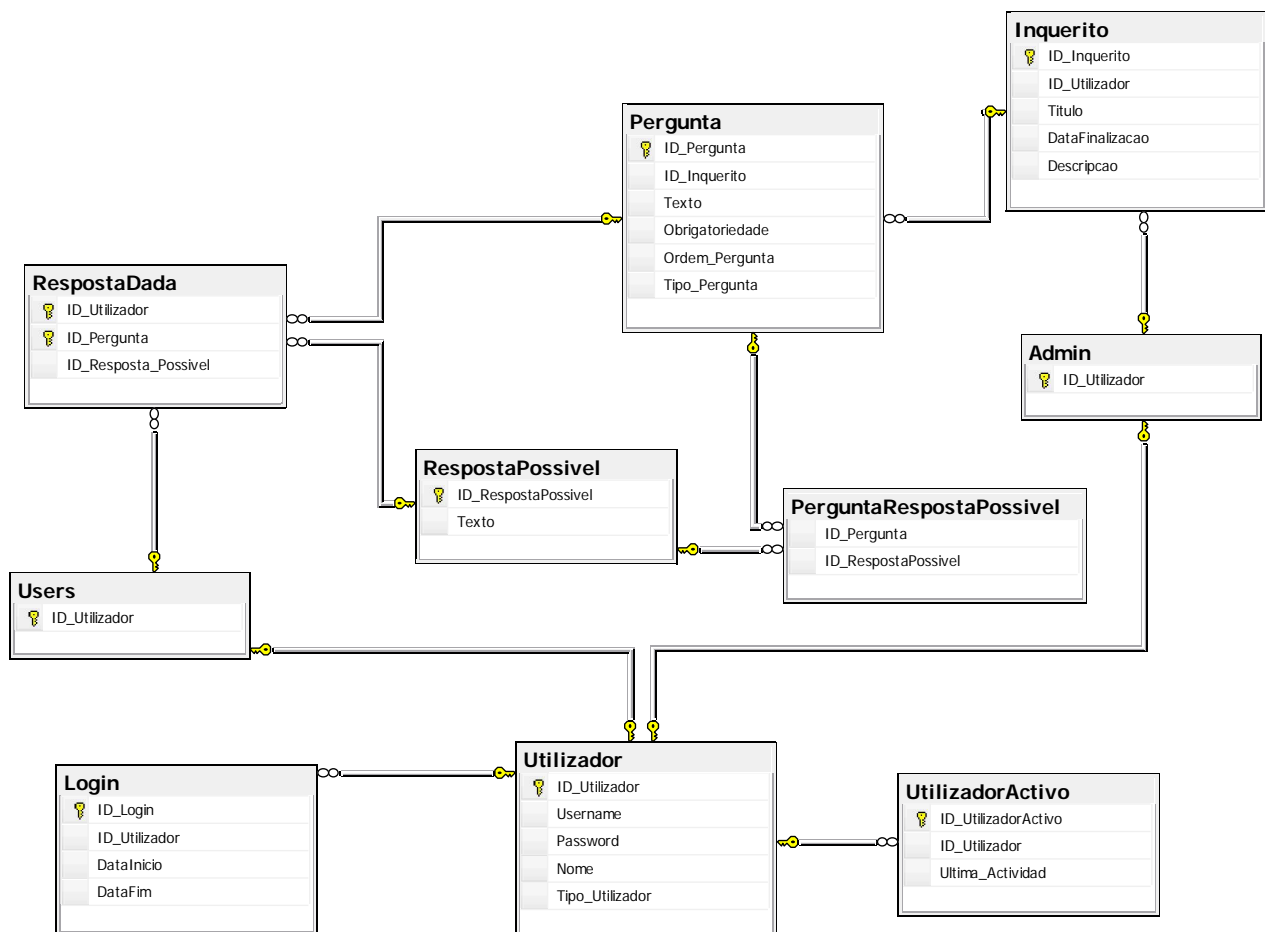 Inquerito
ID_Inquerito
ID_Utilizador
Titulo
DataFinalizacao
Descripcao
Pergunta
ID_Pergunta
ID_Inquerito
Texto
Obrigatoriedade
Ordem_Pergunta
Tipo_Pergunta
RespostaDada
ID_Utilizador
ID_Pergunta
ID_Resposta_Possivel
Admin
ID_Utilizador
RespostaPossivel
ID_RespostaPossivel
Texto
PerguntaRespostaPossivel
ID_Pergunta
ID_RespostaPossivel
Users
ID_Utilizador
Login
ID_Login
ID_Utilizador
DataInicio
DataFim
Utilizador
ID_Utilizador
Username
Password
Nome
Tipo_Utilizador
UtilizadorActivo
ID_UtilizadorActivo
ID_Utilizador
Ultima_Actividad